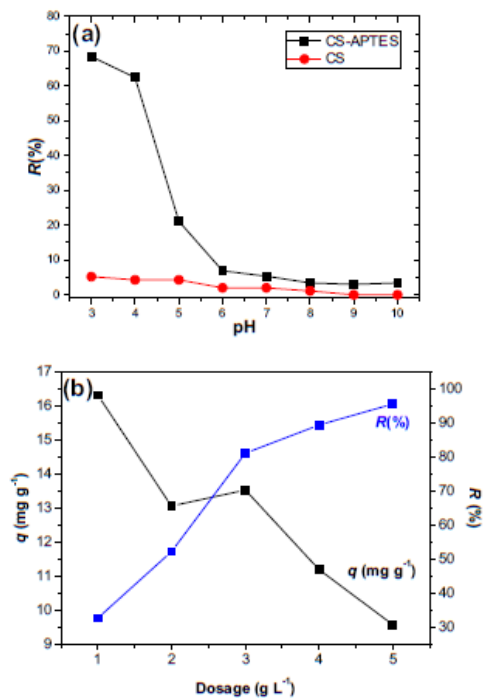 (a)
CS-APTES
CS
80
70
60
50
40
30
20
10
0
R(%)
3 4 5 6 7 8 9 10
pH
(b)
17
16
15
14
13
12
11
10
9
q (mg g⁻¹)
R(%)
q (mg g⁻¹)
100
90
80
70
60
50
40
30
R (%)
1 2 3 4 5
Dosage (g L⁻¹)